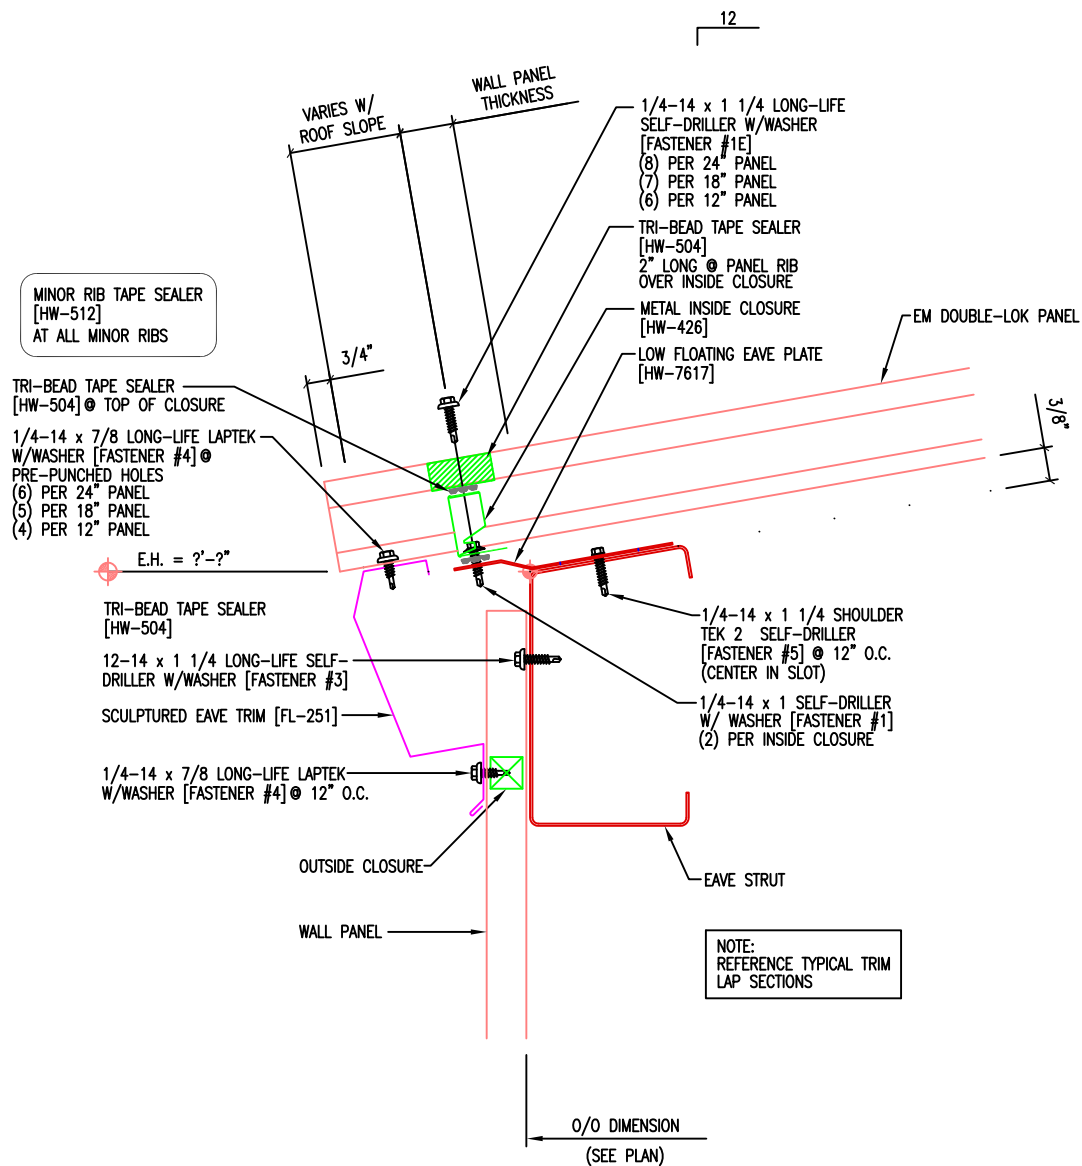 12
VARIES W/
ROOF SLOPE
WALL PANEL
THICKNESS
1/4-14 x 1 1/4 LONG-LIFE
SELF-DRILLER W/WASHER
[FASTENER #1E]
(8) PER 24" PANEL
(7) PER 18" PANEL
(6) PER 12" PANEL
TRI-BEAD TAPE SEALER
[HW-504]
2" LONG @ PANEL RIB
OVER INSIDE CLOSURE
METAL INSIDE CLOSURE
[HW-426]
LOW FLOATING EAVE PLATE
[HW-7617]
EM DOUBLE-LOK PANEL
3/8"
MINOR RIB TAPE SEALER
[HW-512]
AT ALL MINOR RIBS
3/4"
TRI-BEAD TAPE SEALER
[HW-504] @ TOP OF CLOSURE
1/4-14 x 7/8 LONG-LIFE LAPTEK
W/WASHER [FASTENER #4] @
PRE-PUNCHED HOLES
(6) PER 24" PANEL
(5) PER 18" PANEL
(4) PER 12" PANEL
E.H. = ?'-?"
TRI-BEAD TAPE SEALER
[HW-504]
12-14 x 1 1/4 LONG-LIFE SELF-
DRILLER W/WASHER [FASTENER #3]
SCULPTURED EAVE TRIM [FL-251]
1/4-14 x 7/8 LONG-LIFE LAPTEK
W/WASHER [FASTENER #4] @ 12" O.C.
OUTSIDE CLOSURE
WALL PANEL
1/4-14 x 1 1/4 SHOULDER
TEK 2 SELF-DRILLER
[FASTENER #5] @ 12" O.C.
(CENTER IN SLOT)
1/4-14 x 1 SELF-DRILLER
W/ WASHER [FASTENER #1]
(2) PER INSIDE CLOSURE
EAVE STRUT
NOTE:
REFERENCE TYPICAL TRIM
LAP SECTIONS
O/O DIMENSION
(SEE PLAN)